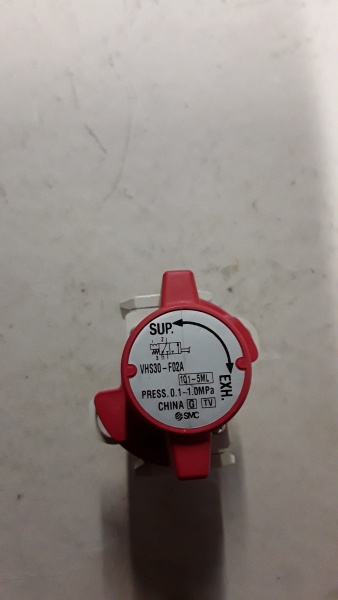 SUP.
VHS30-F02A
1Q1-5ML
EXH.
PRESS. 0.1~1.0MPa
CHINA G TV
SMC